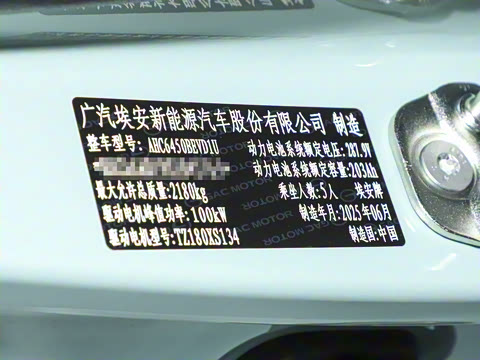 广汽埃安新能源汽车股份有限公司 制造
整车型号: AHC6450BEVD1U 动力电池系统额定电压: 287.9V
动力电池系统额定容量: 203Ah
最大允许总质量: 2180kg 乘坐人数: 5人 埃安牌
驱动电机峰值功率: 100kW 制造年月: 2025年06月
驱动电机型号: TZ180XS134 制造国: 中国